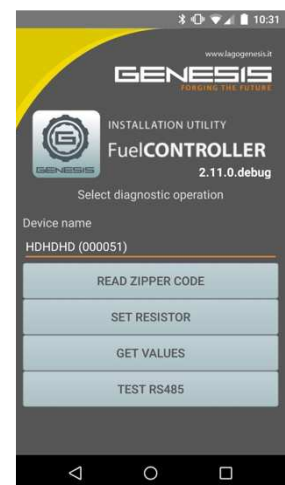 10:31
www.lagogenesis.it
GENESIS
FORGING THE FUTURE
GENESIS
INSTALLATION UTILITY
FuelCONTROLLER
2.11.0.debug
Select diagnostic operation
Device name
HDHDHD (000051)
READ ZIPPER CODE
SET RESISTOR
GET VALUES
TEST RS485